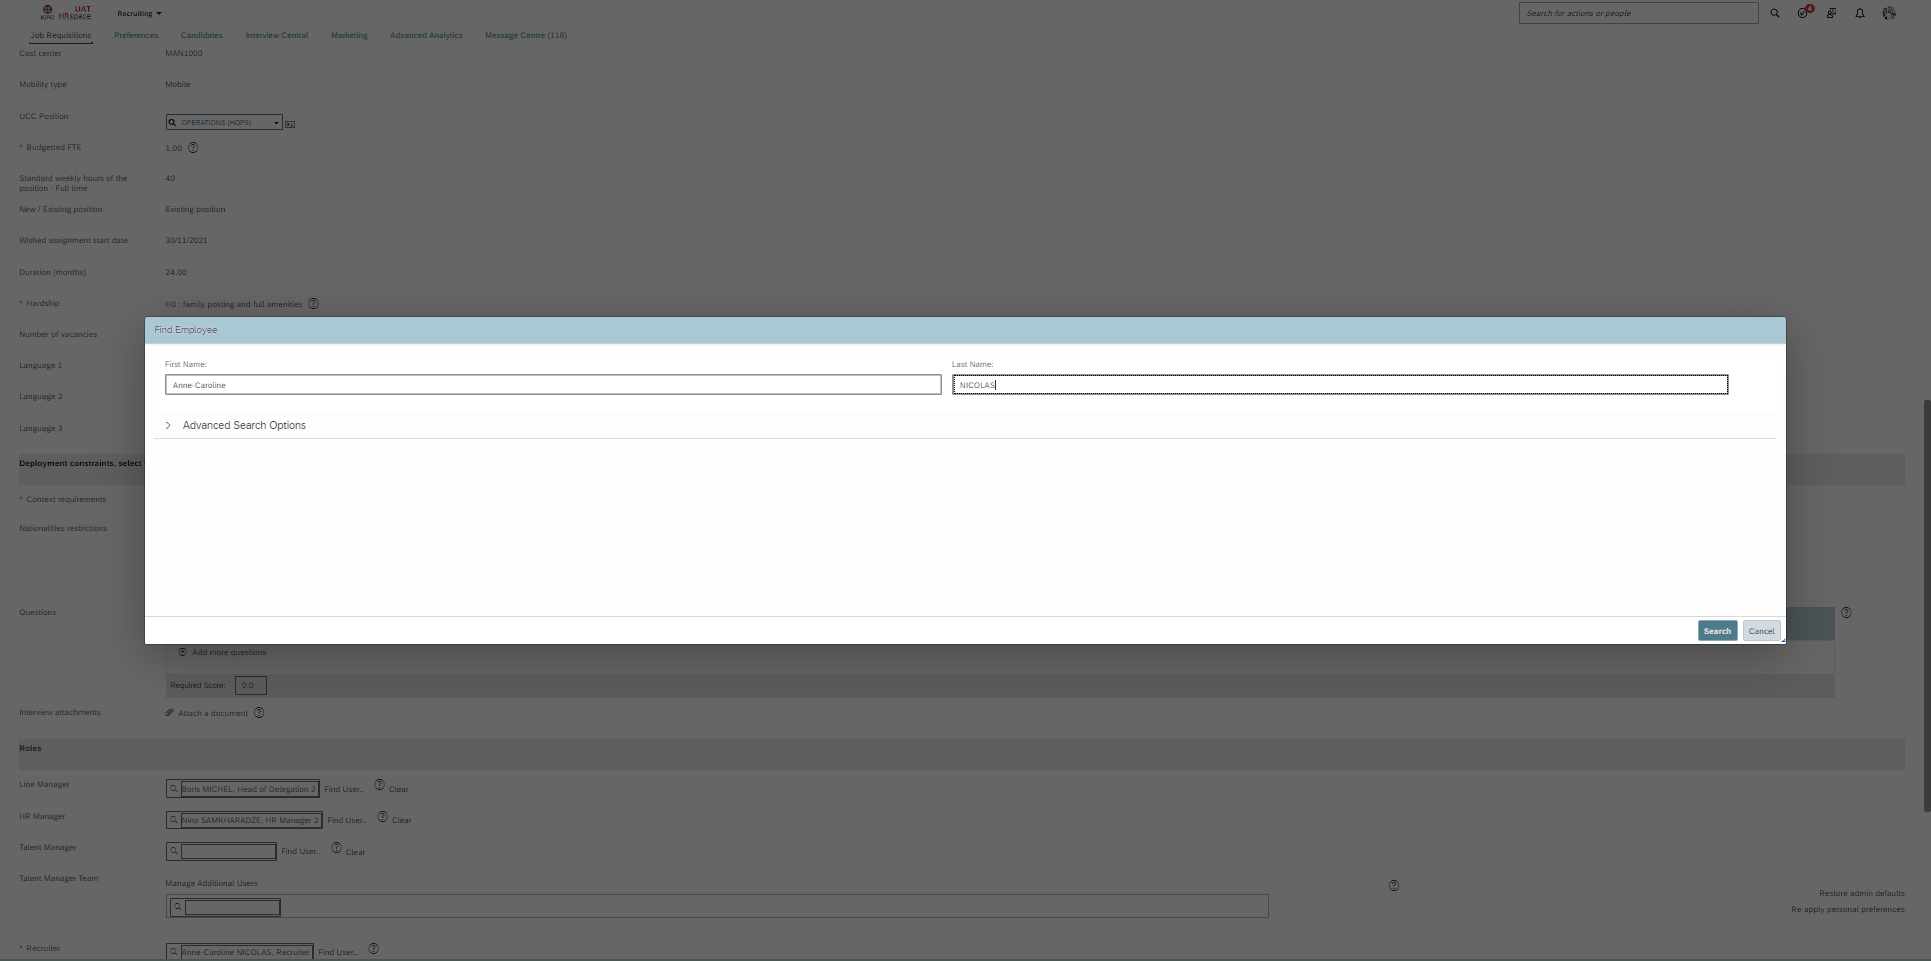 ICRC UAT HRspace Recruiting Search for actions or people 4
Job Requisitions Preferences Candidates Interview Central Marketing Advanced Analytics Message Centre (118)
Cost center MAN1000
Mobility type Mobile
UCC Position OPERATIONS (HOPS)
* Budgetted FTE 1.00 ?
Standard weekly hours of the 40
position - Full time
New / Existing position Existing position
Wished assignment start date 30/11/2021
Duration (months) 24.00
* Hardship H0 : family posting and full amenities ?
Number of vacancies
Language 1
Language 2
Language 3
Deployment constraints, select
* Context requirements
Nationalities restrictions
Find Employee
First Name: Last Name:
Anne-Caroline NICOLAS
Advanced Search Options
Search Cancel
Questions ?
Add more questions
Required Score: 0.0
Interview attachments Attach a document ?
Roles
Line Manager Boris MICHEL, Head of Delegation 2 Find User.. ? Clear
HR Manager Nino SAMKHARADZE, HR Manager 2 Find User.. ? Clear
Talent Manager Find User.. ? Clear
Talent Manager Team Manage Additional Users ?
Restore admin defaults
Re-apply personal preferences
* Recruiter Anne-Caroline NICOLAS, Recruiter Find User.. ?